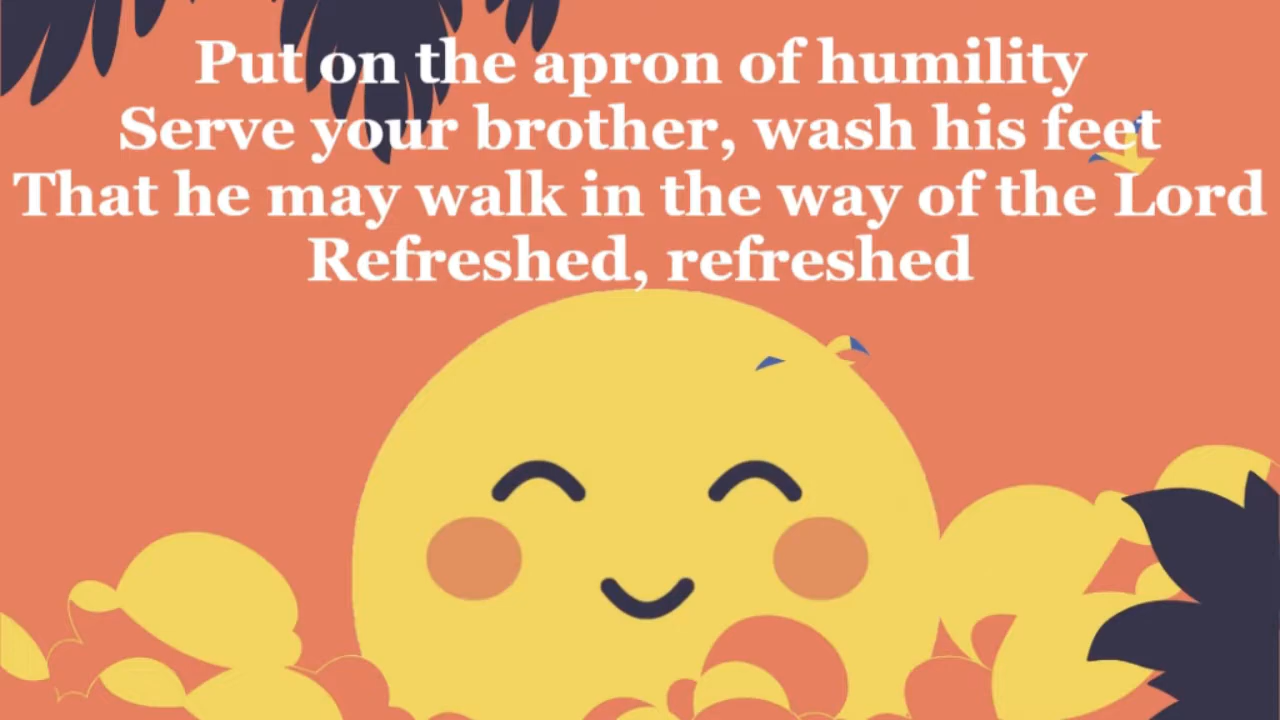 Put on the apron of humility
Serve your brother, wash his feet
That he may walk in the way of the Lord
Refreshed, refreshed